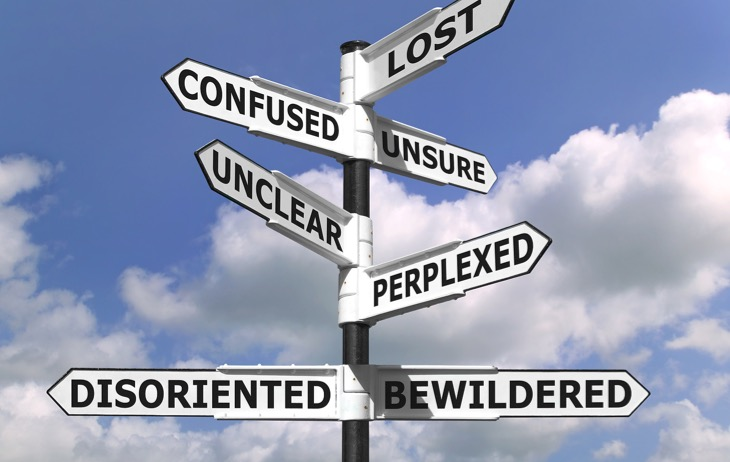 LOST
CONFUSED
UNSURE
UNCLEAR
PERPLEXED
DISORIENTED
BEWILDERED